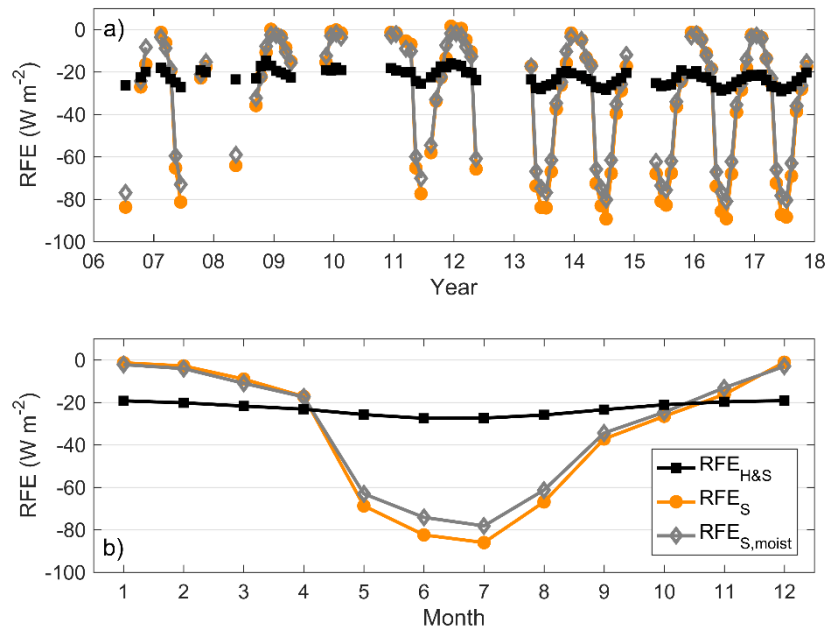 a)
RFE (W m⁻²)
0
-20
-40
-60
-80
-100
06 07 08 09 10 11 12 13 14 15 16 17 18
Year
RFE (W m⁻²)
0
-20
-40
-60
-80
-100
b)
RFE_H&S
RFE_S
RFE_S,moist
1 2 3 4 5 6 7 8 9 10 11 12
Month